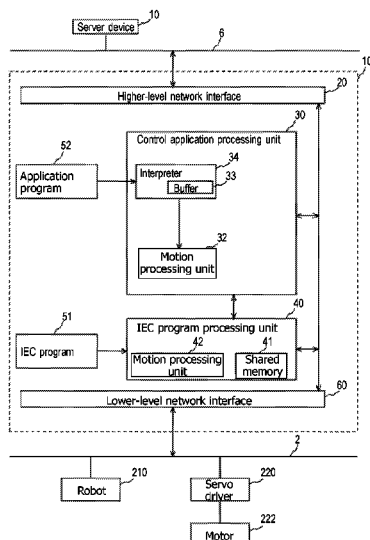 10
Server device
6
10
20
Higher-level network interface
30
Control application processing unit
52
34
Application
program
Interpreter
33
Buffer
32
Motion
processing unit
40
51
IEC program processing unit
42
41
IEC program
Motion processing
unit
Shared
memory
60
Lower-level network interface
2
210
220
Robot
Servo
driver
222
Motor